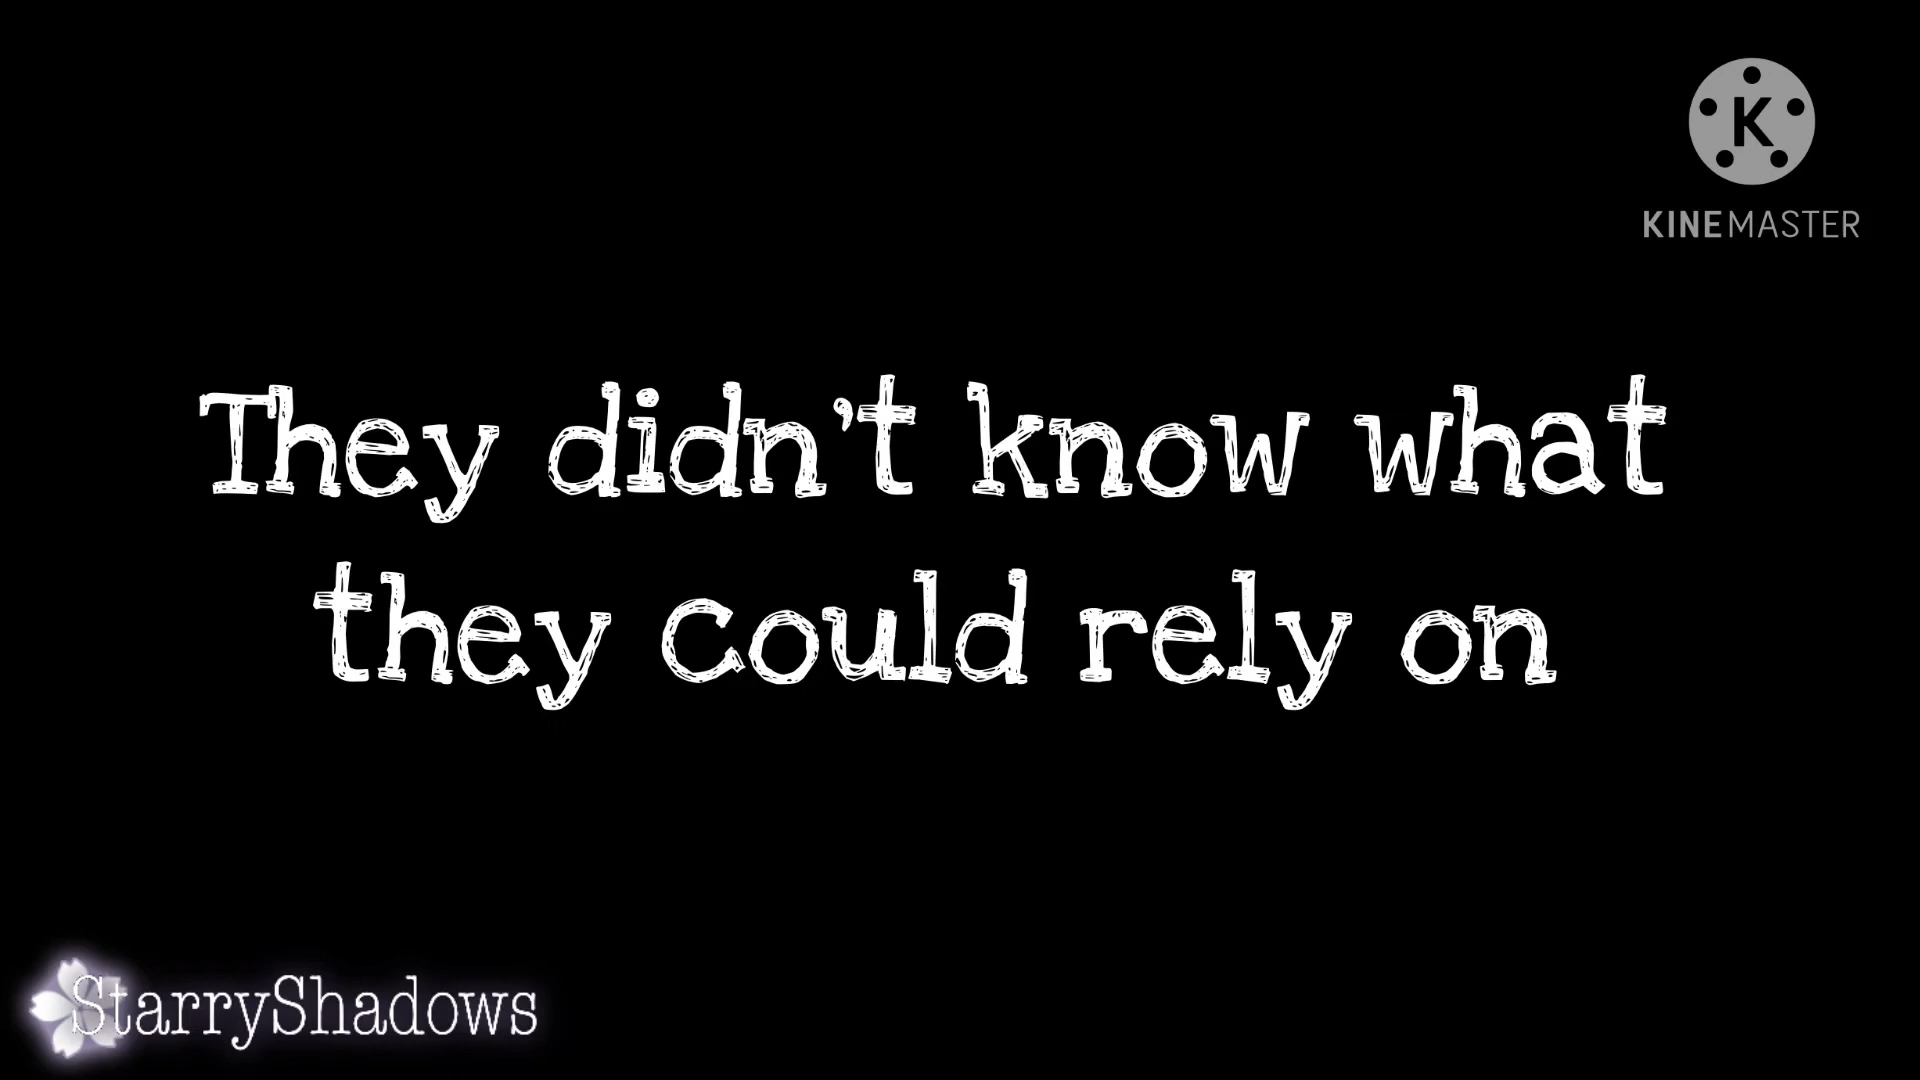 K
KINEMASTER
They didn't know what
they could rely on
StarryShadows